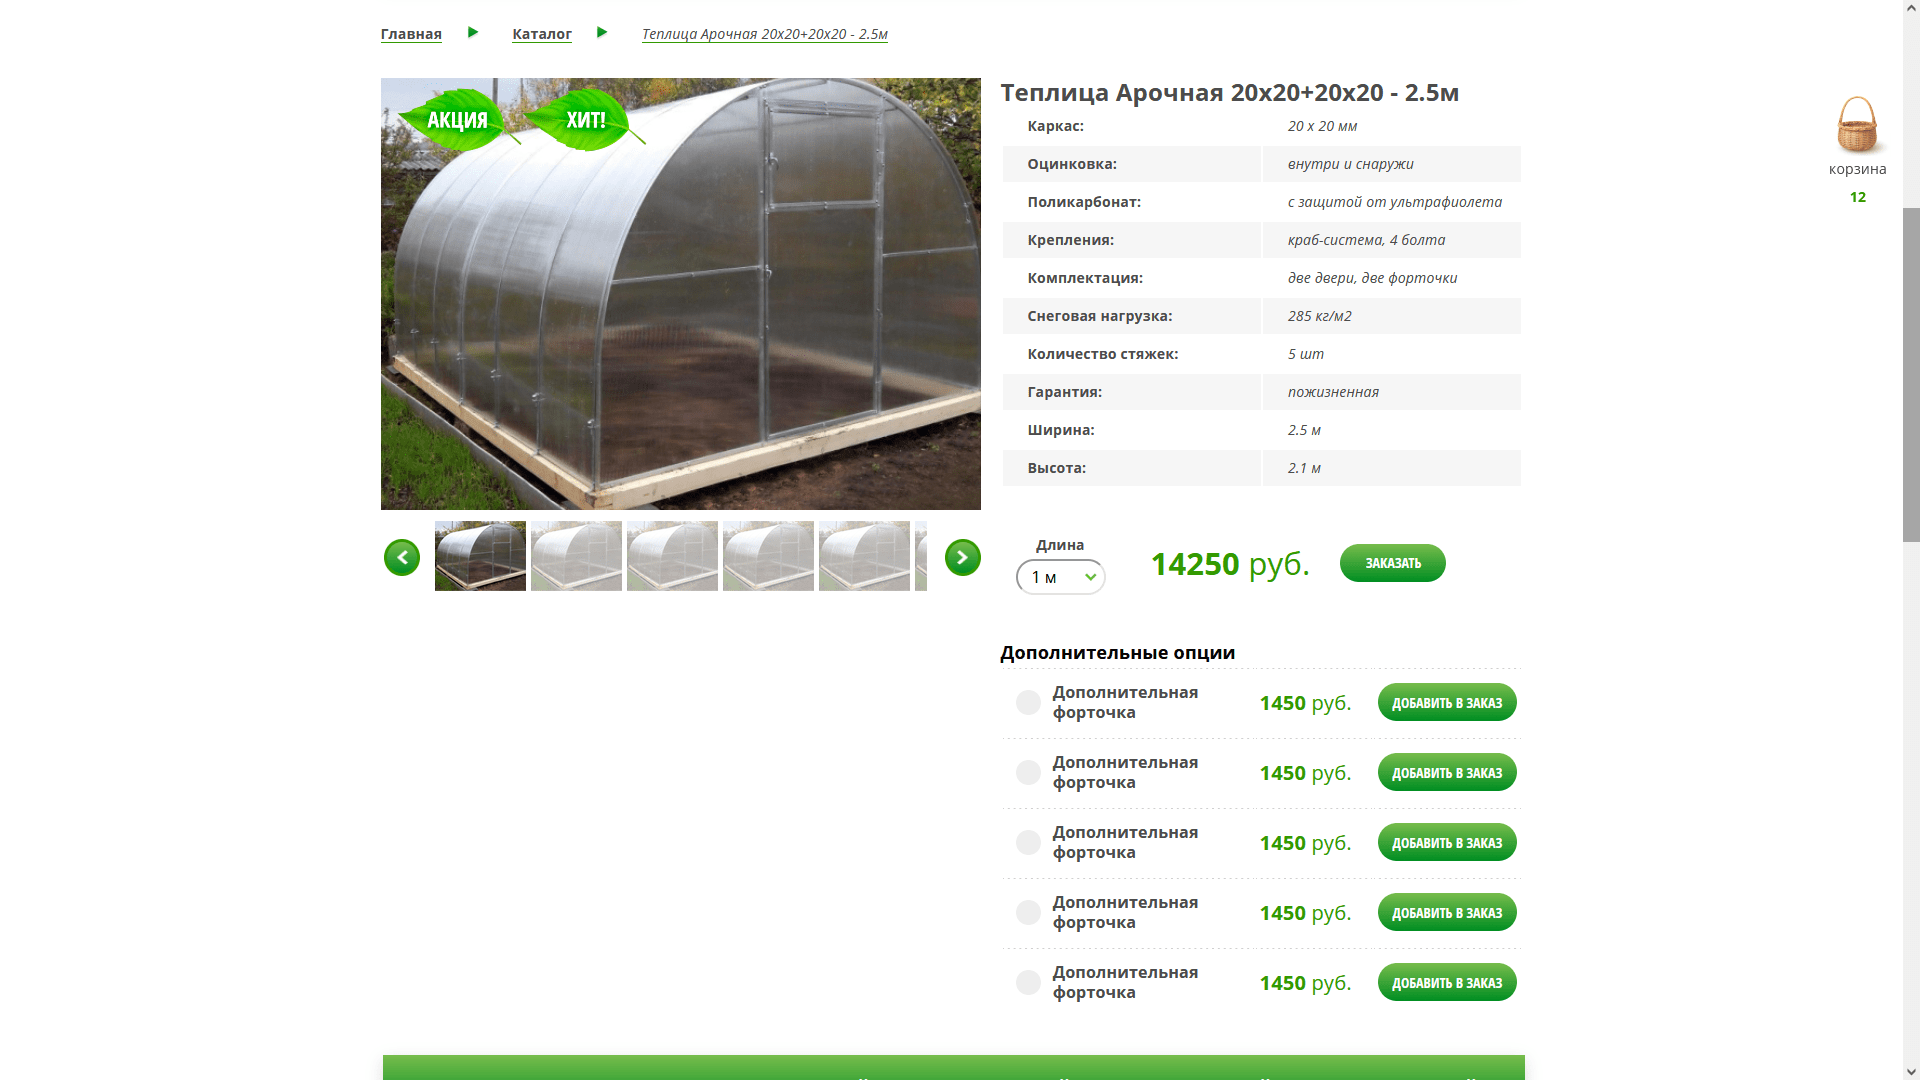 Главная
Каталог
Теплица Арочная 20х20+20х20 - 2.5м
АКЦИЯ
ХИТ!
Теплица Арочная 20х20+20х20 - 2.5м
Каркас: 20 х 20 мм
Оцинковка: внутри и снаружи
Поликарбонат: с защитой от ультрафиолета
Крепления: краб-система, 4 болта
Комплектация: две двери, две форточки
Снеговая нагрузка: 285 кг/м2
Количество стяжек: 5 шт
Гарантия: пожизненная
Ширина: 2.5 м
Высота: 2.1 м
корзина
12
Длина
1 м
14250 руб.
ЗАКАЗАТЬ
Дополнительные опции
Дополнительная
форточка
1450 руб.
ДОБАВИТЬ В ЗАКАЗ
Дополнительная
форточка
1450 руб.
ДОБАВИТЬ В ЗАКАЗ
Дополнительная
форточка
1450 руб.
ДОБАВИТЬ В ЗАКАЗ
Дополнительная
форточка
1450 руб.
ДОБАВИТЬ В ЗАКАЗ
Дополнительная
форточка
1450 руб.
ДОБАВИТЬ В ЗАКАЗ